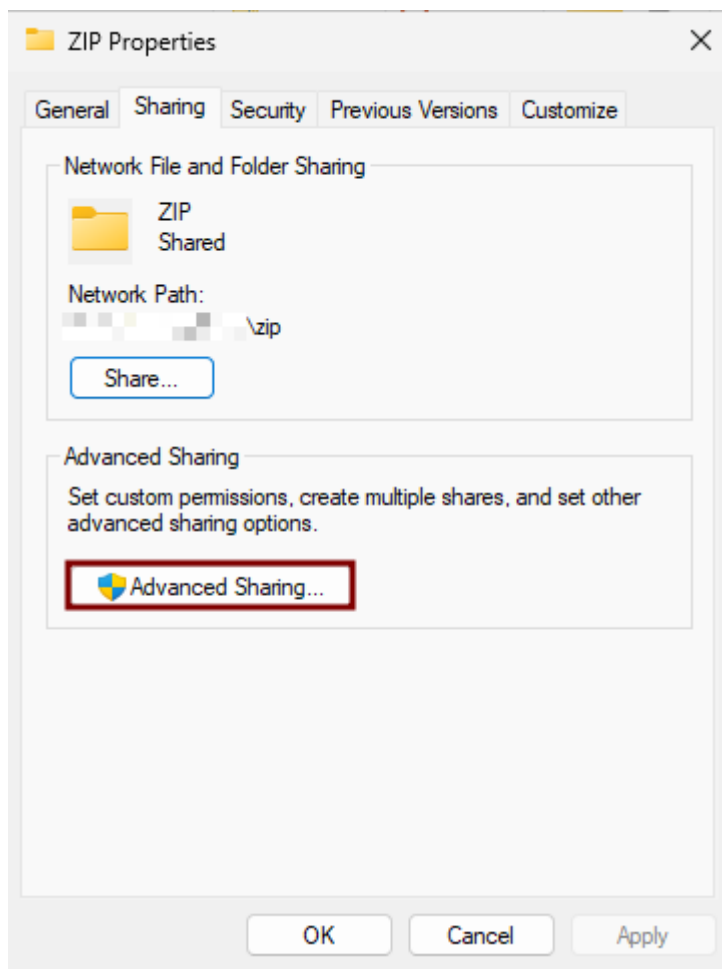 ZIP Properties
General Sharing Security Previous Versions Customize
Network File and Folder Sharing
ZIP
Shared
Network Path:
\zip
Share...
Advanced Sharing
Set custom permissions, create multiple shares, and set other
advanced sharing options.
Advanced Sharing...
OK Cancel Apply